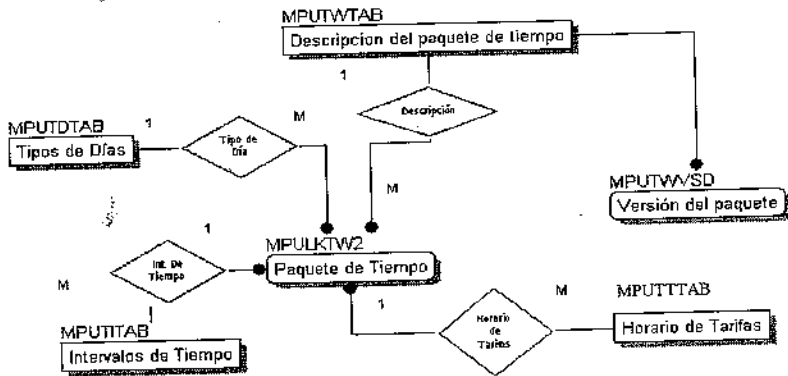 MPUTWTAB
Descripcion del paquete de tiempo
1
Descripción
M
MPUTDTAB
1
Tipos de Días
Tipo de
Día
M
MPUTWVSD
Versión del paquete
1
MPULKTW2
Paquete de Tiempo
Int. De
Tiempo
M
MPUTITAB
Intervalos de Tiempo
1
Horario
de
Tarifas
M
MPUTTTAB
Horario de Tarifas